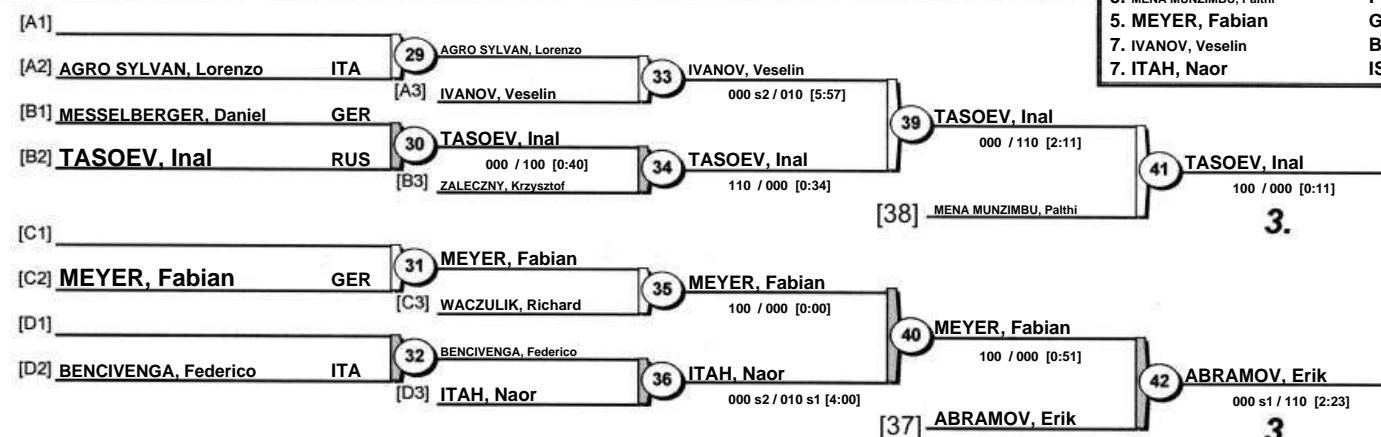 5. MEYER, Fabian G
7. IVANOV, Veselin B
7. ITAH, Naor IS
[A1]
[A2] AGRO SYLVAN, Lorenzo ITA
29
AGRO SYLVAN, Lorenzo
[A3] IVANOV, Veselin
33
IVANOV, Veselin
000 s2 / 010 [5:57]
[B1] MESSELBERGER, Daniel GER
[B2] TASOEV, Inal RUS
30
TASOEV, Inal
000 / 100 [0:40]
[B3] ZALECZNY, Krzysztof
34
TASOEV, Inal
110 / 000 [0:34]
39
TASOEV, Inal
000 / 110 [2:11]
[38] MENA MUNZIMBU, Palthi
41
TASOEV, Inal
100 / 000 [0:11]
3.
[C1]
[C2] MEYER, Fabian GER
31
MEYER, Fabian
[C3] WACZULIK, Richard
35
MEYER, Fabian
100 / 000 [0:00]
[D1]
[D2] BENCIVENGA, Federico ITA
32
BENCIVENGA, Federico
[D3] ITAH, Naor
36
ITAH, Naor
000 s2 / 010 s1 [4:00]
40
MEYER, Fabian
100 / 000 [0:51]
[37] ABRAMOV, Erik
42
ABRAMOV, Erik
000 s1 / 110 [2:23]
3